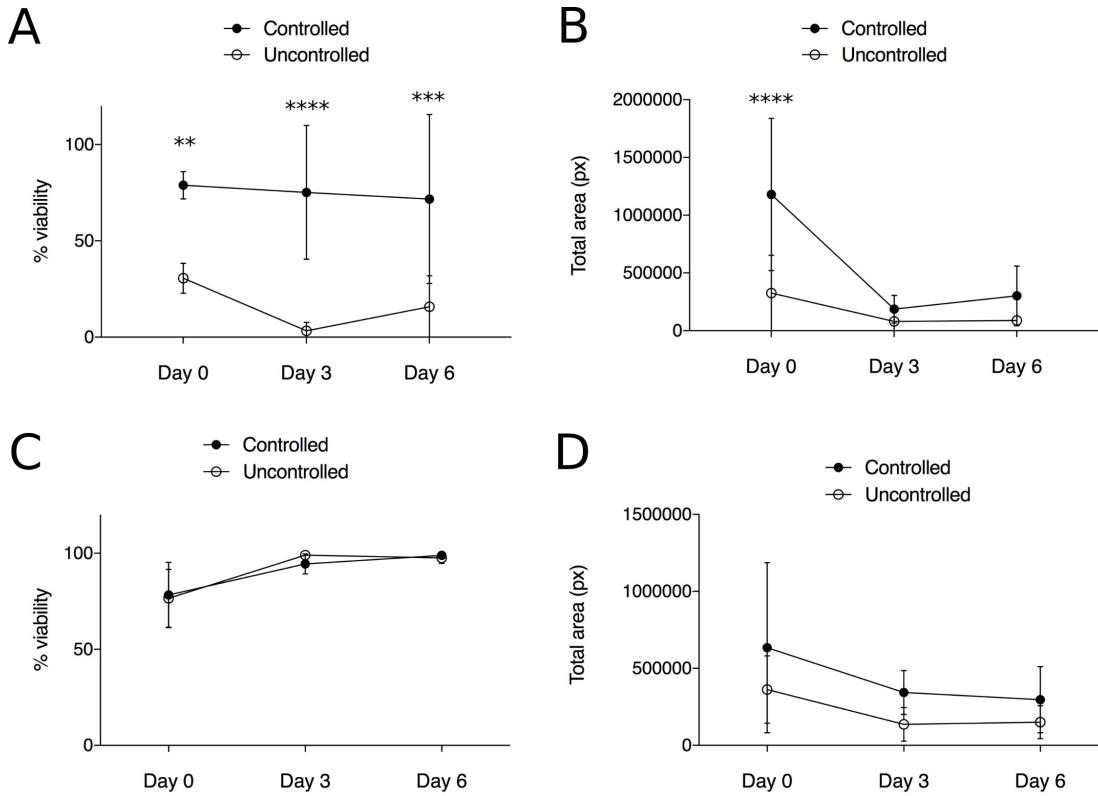 A
Controlled
Uncontrolled
% viability
100
50
0
**
****
***
Day 0 Day 3 Day 6
B
Controlled
Uncontrolled
Total area (px)
2000000
1500000
1000000
500000
0
****
Day 0 Day 3 Day 6
C
Controlled
Uncontrolled
% viability
100
50
0
Day 0 Day 3 Day 6
D
Controlled
Uncontrolled
Total area (px)
1500000
1000000
500000
0
Day 0 Day 3 Day 6